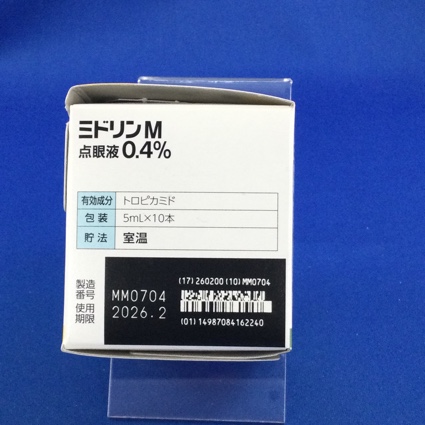 ミドリンM
点眼液0.4%
有効成分 トロピカミド
包装 5mL×10本
貯法 室温
製造番号 MM0704
使用期限 2026.2
(17)260200(10)MM0704
(01)14987084162240